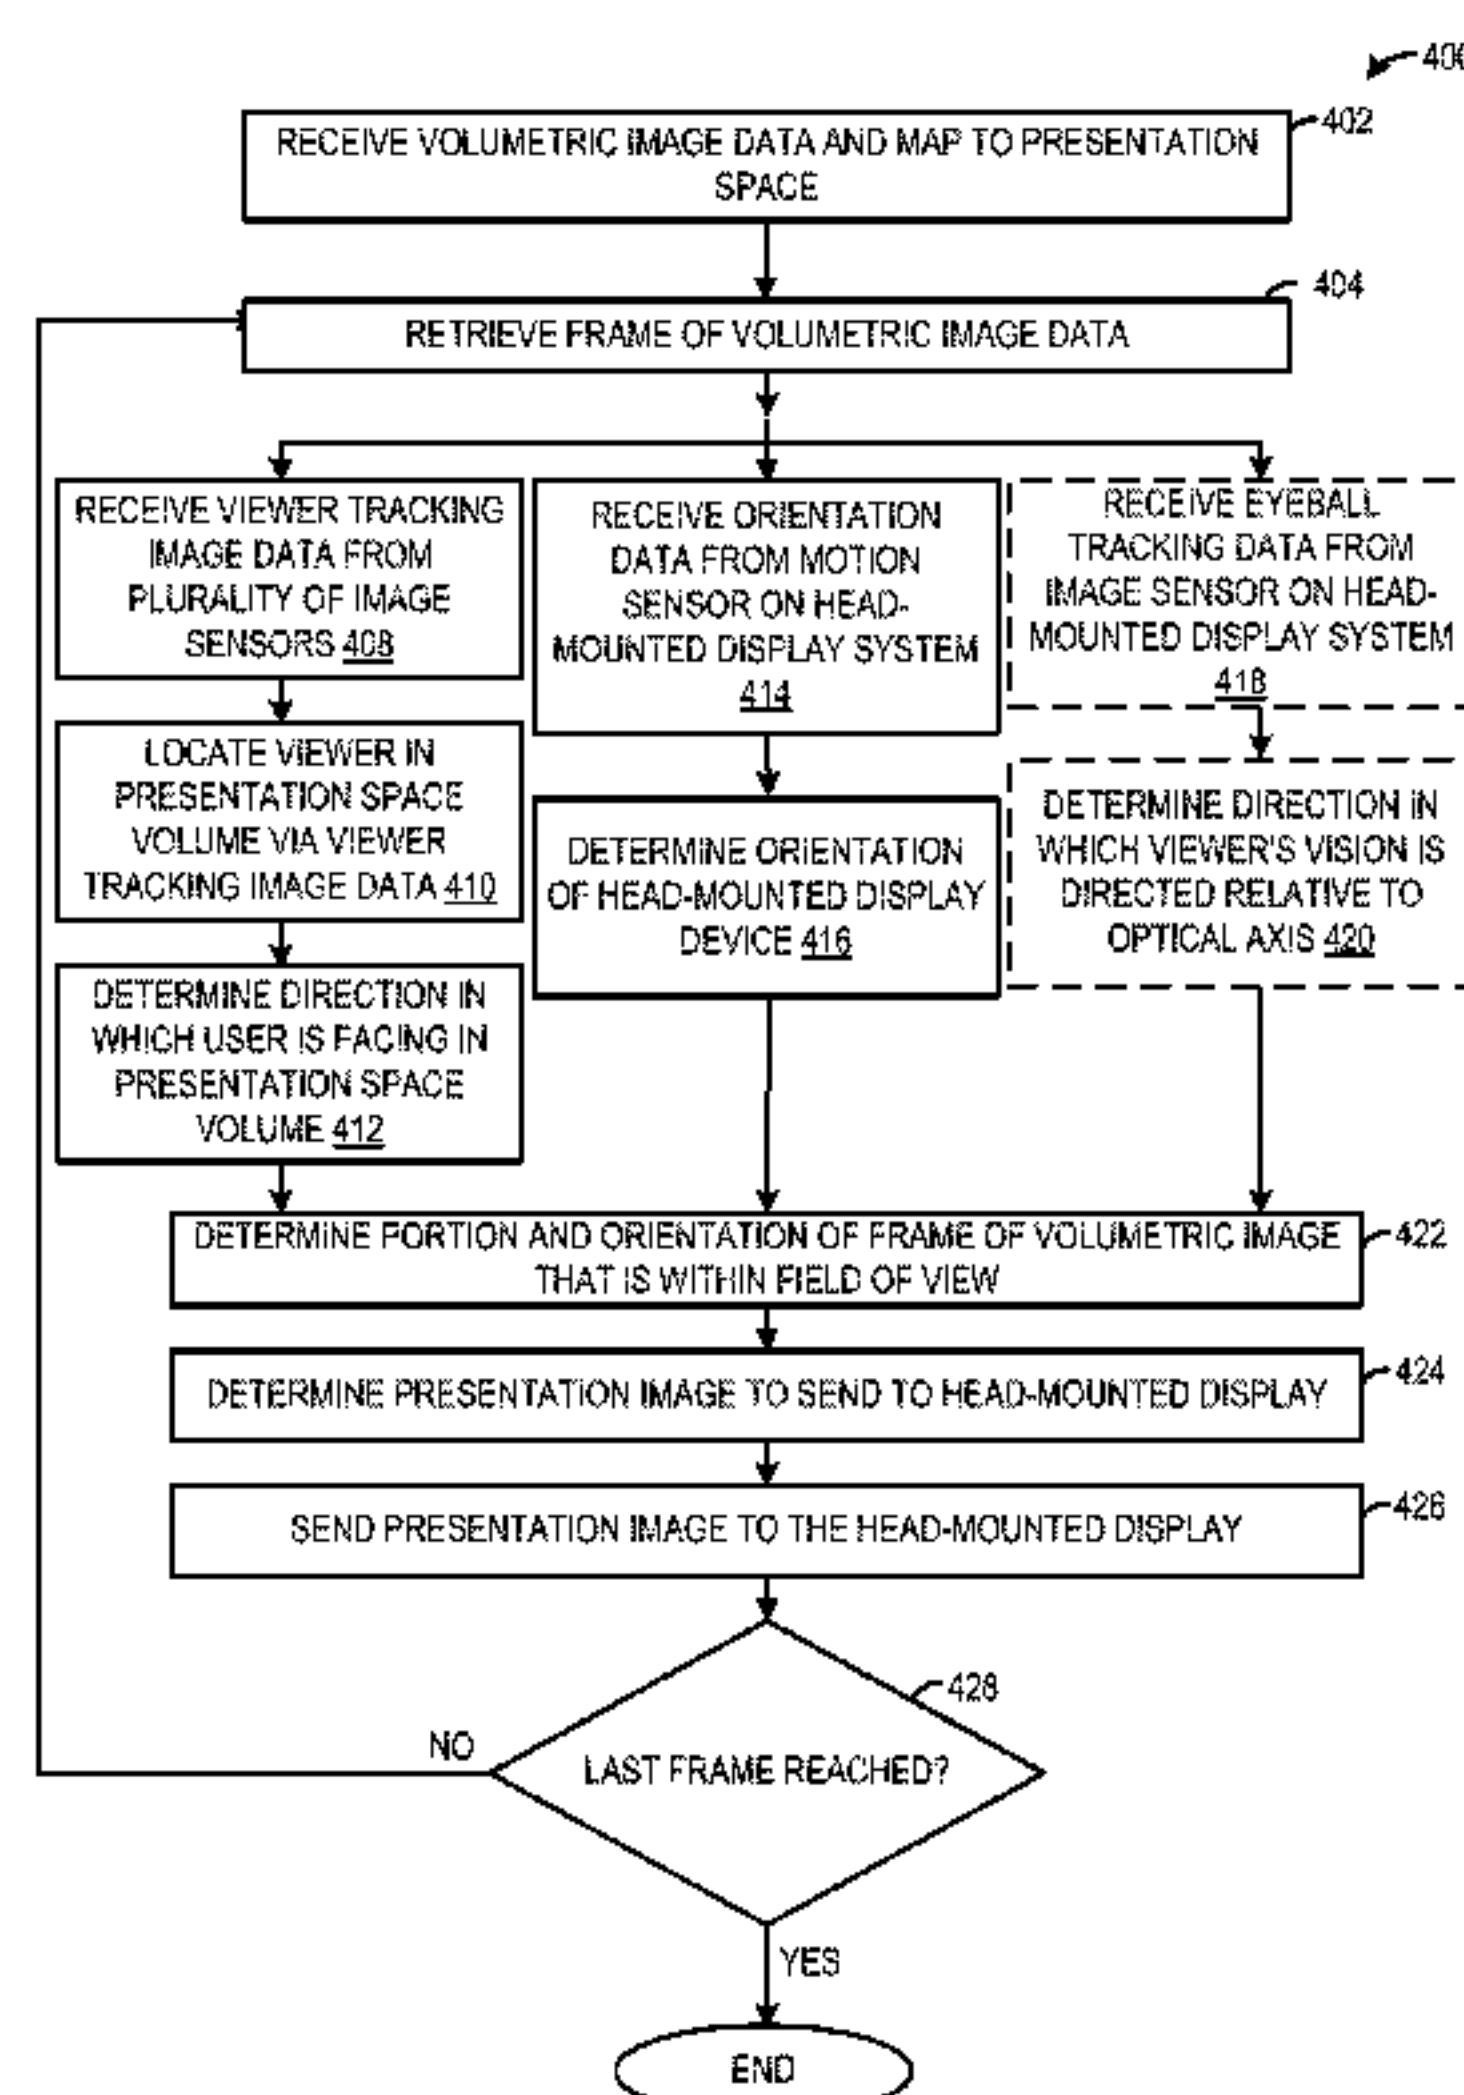 400
402
RECEIVE VOLUMETRIC IMAGE DATA AND MAP TO PRESENTATION
SPACE
404
RETRIEVE FRAME OF VOLUMETRIC IMAGE DATA
RECEIVE VIEWER TRACKING
IMAGE DATA FROM
PLURALITY OF IMAGE
SENSORS 408
LOCATE VIEWER IN
PRESENTATION SPACE
VOLUME VIA VIEWER
TRACKING IMAGE DATA 410
DETERMINE DIRECTION IN
WHICH USER IS FACING IN
PRESENTATION SPACE
VOLUME 412
RECEIVE ORIENTATION
DATA FROM MOTION
SENSOR ON HEAD-
MOUNTED DISPLAY SYSTEM
414
DETERMINE ORIENTATION
OF HEAD-MOUNTED DISPLAY
DEVICE 416
RECEIVE EYEBALL
TRACKING DATA FROM
IMAGE SENSOR ON HEAD-
MOUNTED DISPLAY SYSTEM
418
DETERMINE DIRECTION IN
WHICH VIEWER'S VISION IS
DIRECTED RELATIVE TO
OPTICAL AXIS 420
DETERMINE PORTION AND ORIENTATION OF FRAME OF VOLUMETRIC IMAGE
THAT IS WITHIN FIELD OF VIEW
422
DETERMINE PRESENTATION IMAGE TO SEND TO HEAD-MOUNTED DISPLAY
424
SEND PRESENTATION IMAGE TO THE HEAD-MOUNTED DISPLAY
426
428
LAST FRAME REACHED?
NO
YES
END